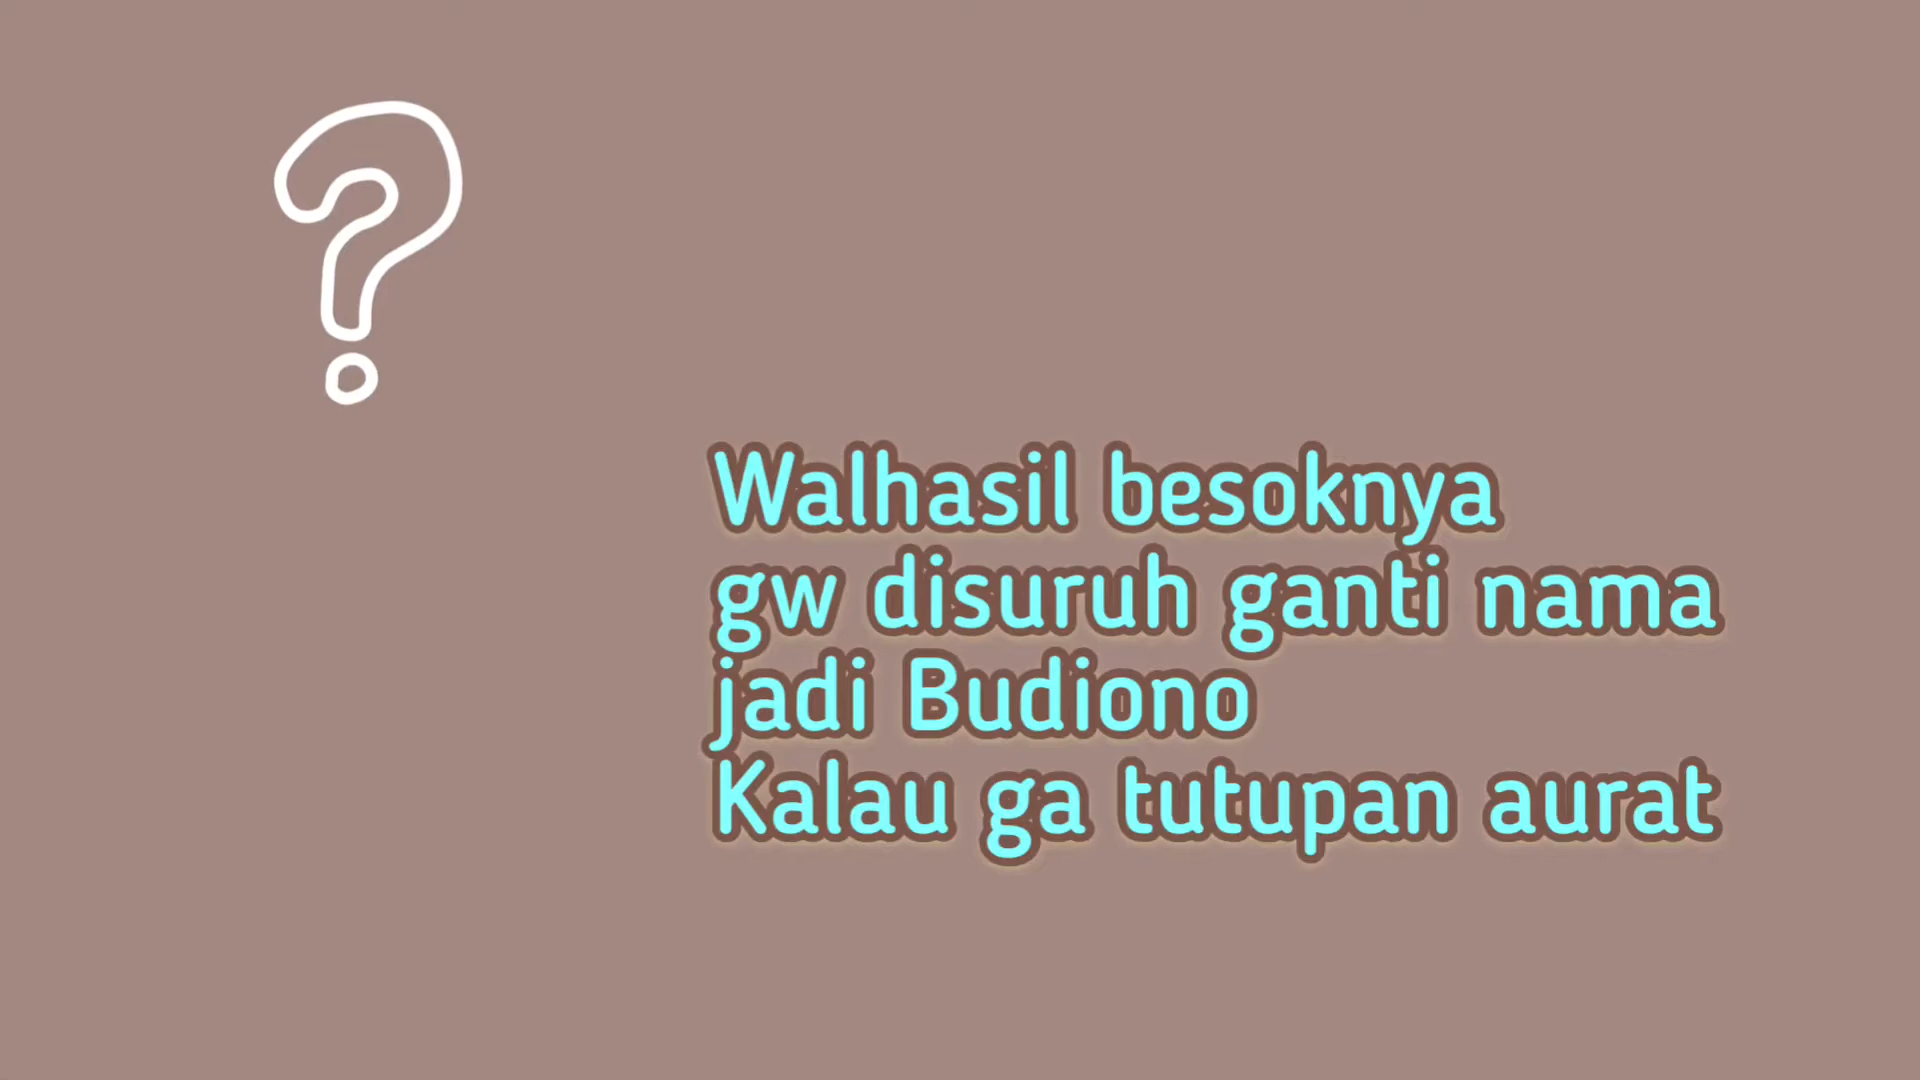 Walhasil besoknya
gw disuruh ganti nama
jadi Budiono
Kalau ga tutupan aurat